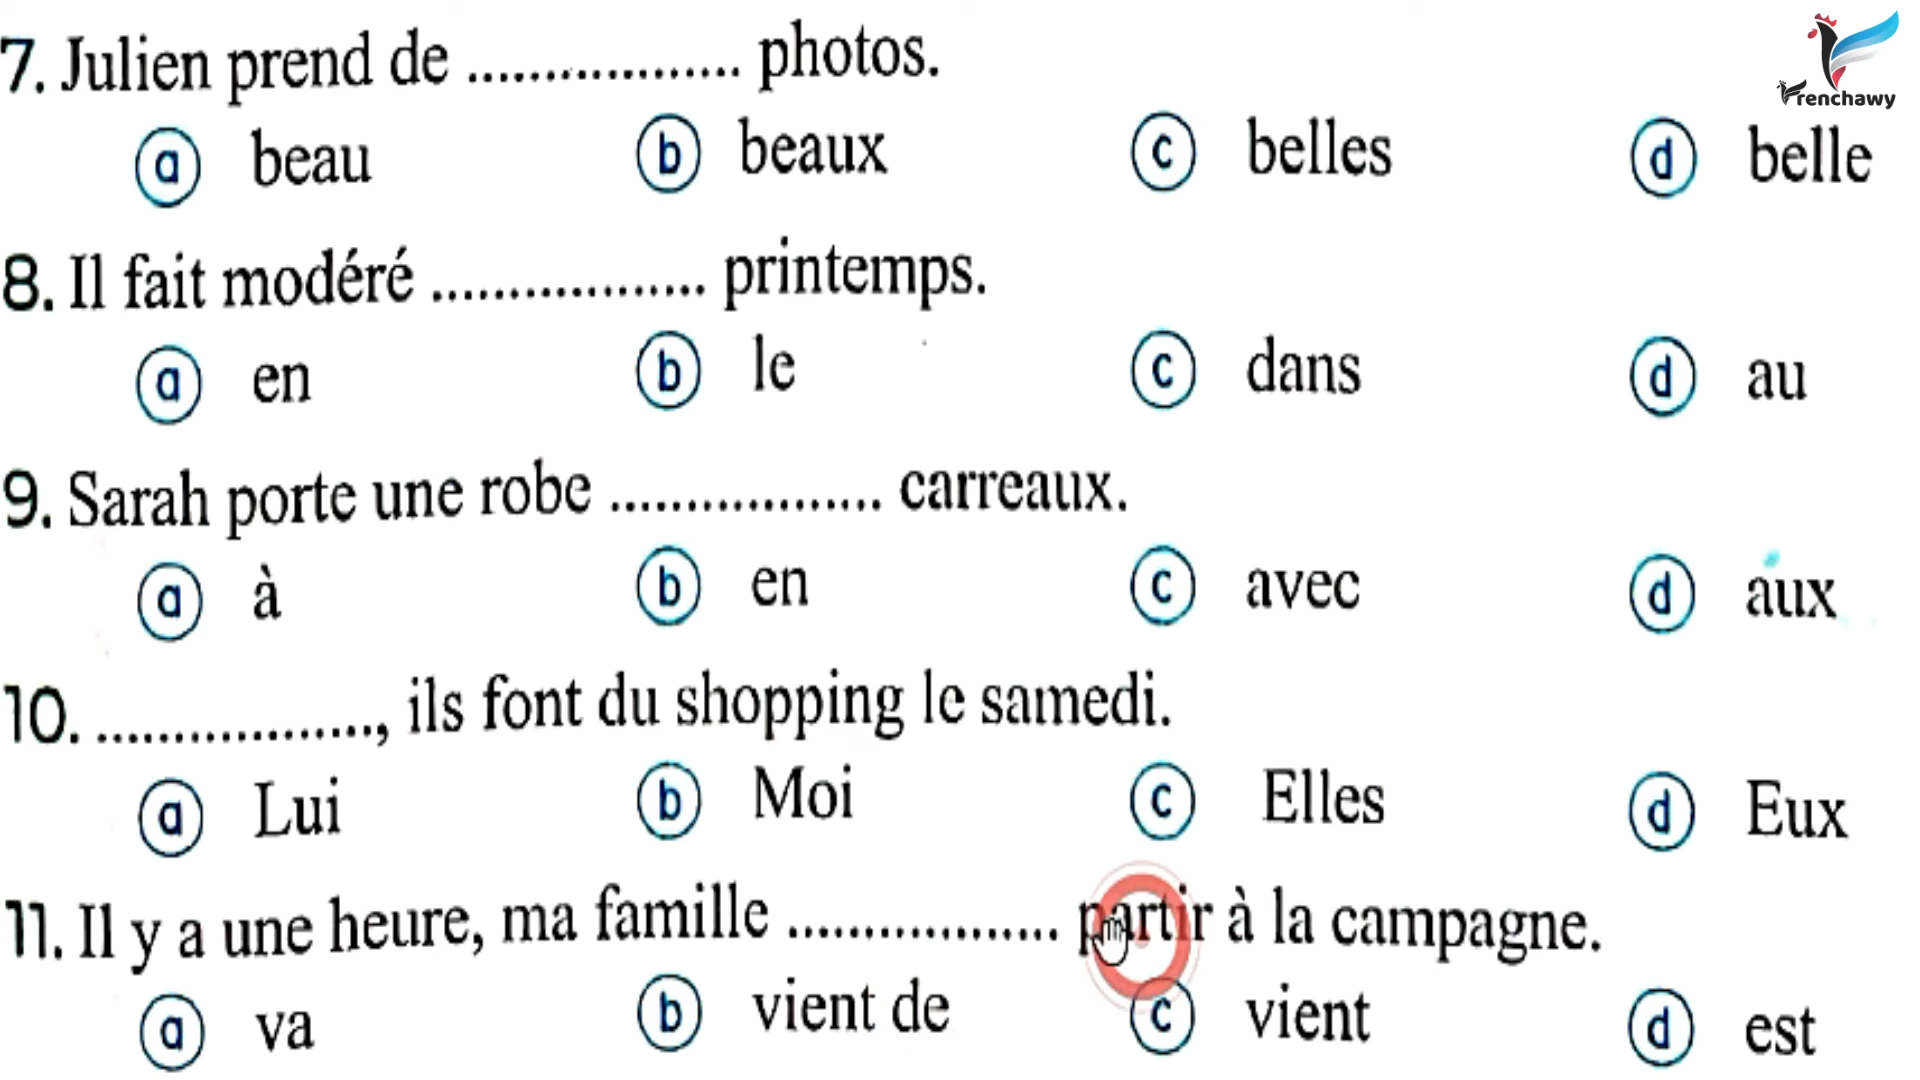 Frenchawy
7. Julien prend de .................. photos.
a beau b beaux c belles d belle
8. Il fait modéré .................. printemps.
a en b le c dans d au
9. Sarah porte une robe .................. carreaux.
a à b en c avec d aux
10. .................., ils font du shopping le samedi.
a Lui b Moi c Elles d Eux
11. Il y a une heure, ma famille .................. partir à la campagne.
a va b vient de c vient d est